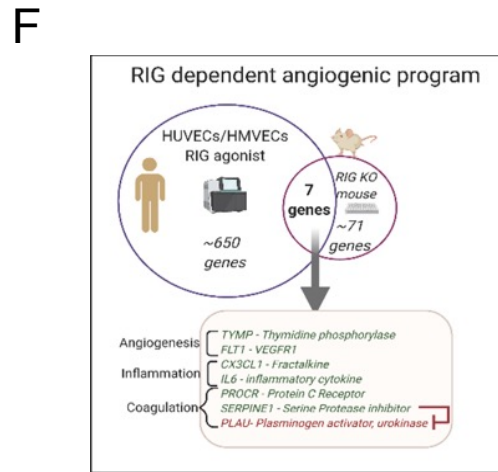 F
RIG dependent angiogenic program
HUVECs/HMVECs
RIG agonist
~650
genes
7
genes
RIG KO
mouse
~71
genes
Angiogenesis
TYMP - Thymidine phosphorylase
FLT1 - VEGFR1
Inflammation
CX3CL1 - Fractalkine
IL6 - inflammatory cytokine
Coagulation
PROCR - Protein C Receptor
SERPINE1 - Serine Protease inhibitor
PLAU- Plasminogen activator, urokinase